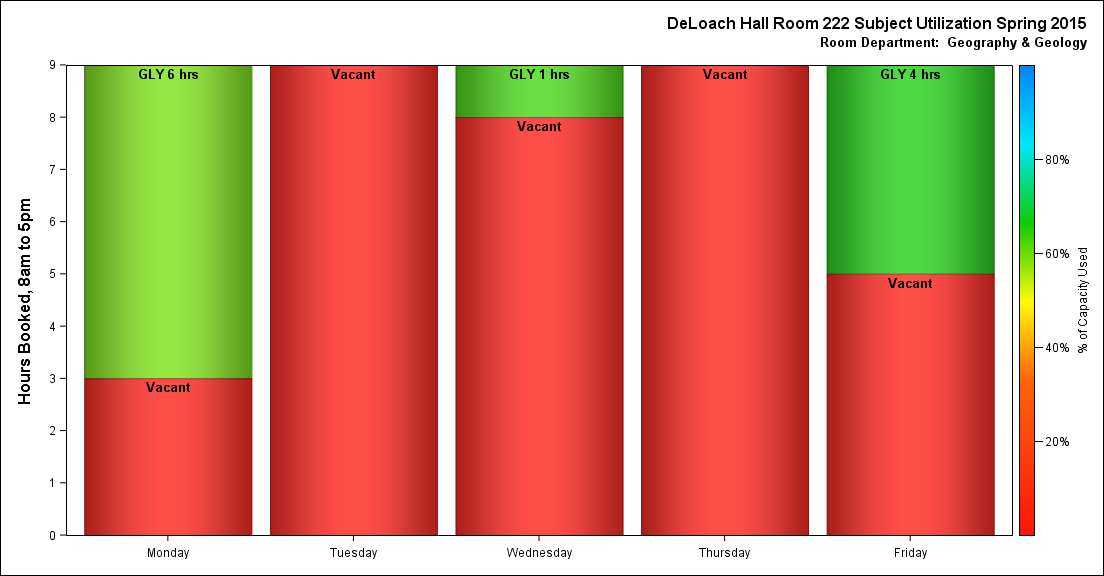 DeLoach Hall Room 222 Subject Utilization Spring 2015
Room Department:  Geography & Geology
Hours Booked, 8am to 5pm
9
8
7
6
5
4
3
2
1
0
GLY 6 hrs
Vacant
Vacant
GLY 1 hrs
Vacant
Vacant
GLY 4 hrs
Vacant
Monday
Tuesday
Wednesday
Thursday
Friday
80%
60%
40%
20%
% of Capacity Used